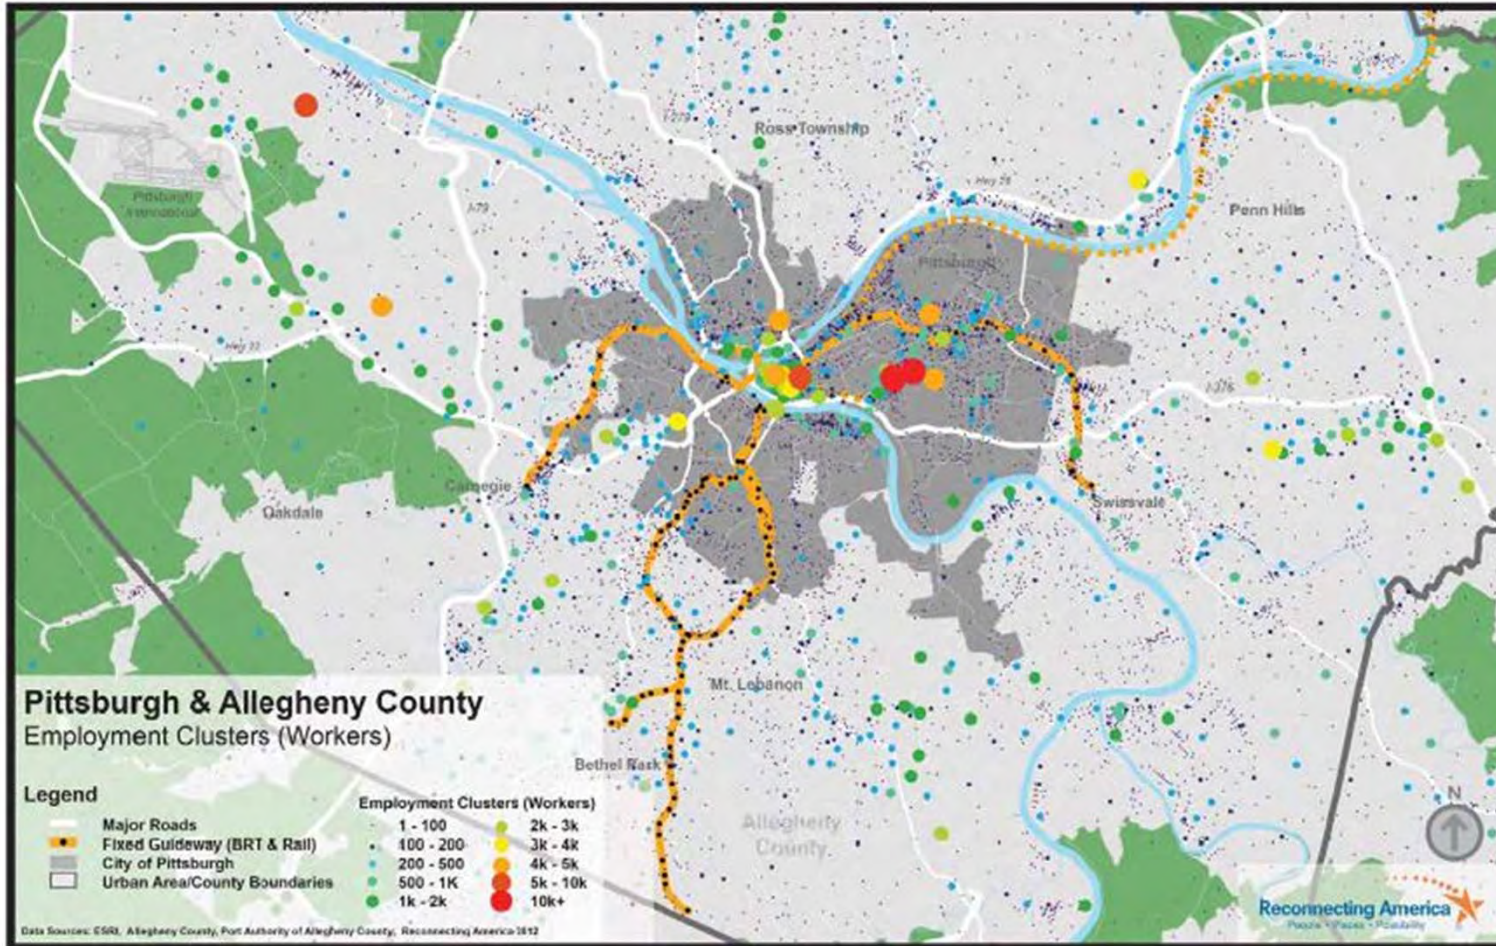 I-279
Ross Township
Hwy 28
Pittsburgh
International
I-79
Penn Hills
Pittsburgh
Hwy 22
I-376
Carnegie
Oakdale
Swissvale
Mt. Lebanon
Bethel Park
Allegheny
County
Pittsburgh & Allegheny County
Employment Clusters (Workers)
Legend
Major Roads
Fixed Guideway (BRT & Rail)
City of Pittsburgh
Urban Area/County Boundaries
Employment Clusters (Workers)
1 - 100
100 - 200
200 - 500
500 - 1K
1k - 2k
2k - 3k
3k - 4k
4k - 5k
5k - 10k
10k+
N
Reconnecting America
People • Places • Possibility
Data Sources: ESRI, Allegheny County, Port Authority of Allegheny County, Reconnecting America 2012